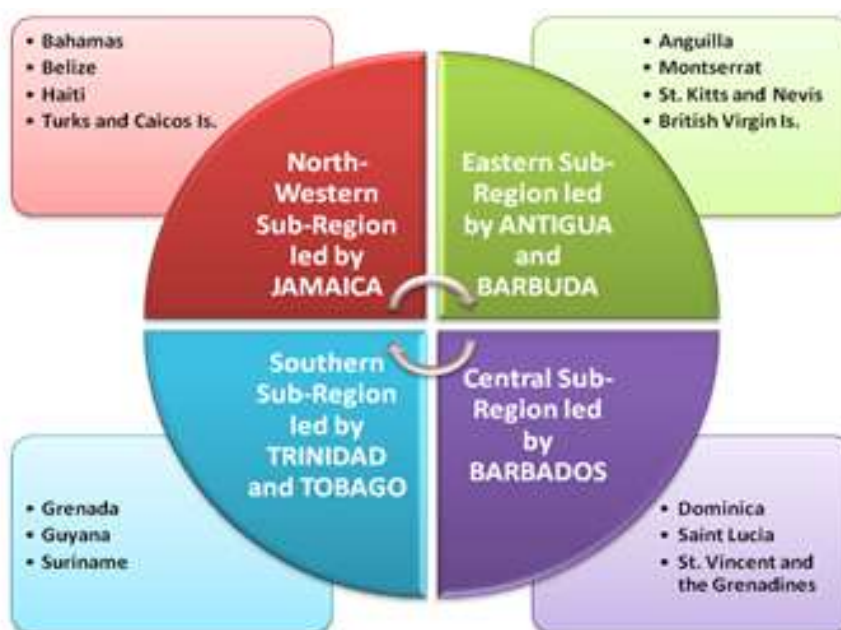 • Bahamas
• Belize
• Haiti
• Turks and Caicos Is.
• Anguilla
• Montserrat
• St. Kitts and Nevis
• British Virgin Is.
North-
Western
Sub-Region
led by
JAMAICA
Eastern Sub-
Region led
by ANTIGUA
and
BARBUDA
Southern
Sub-Region
led by
TRINIDAD
and TOBAGO
Central Sub-
Region led
by
BARBADOS
• Grenada
• Guyana
• Suriname
• Dominica
• Saint Lucia
• St. Vincent and
the Grenadines